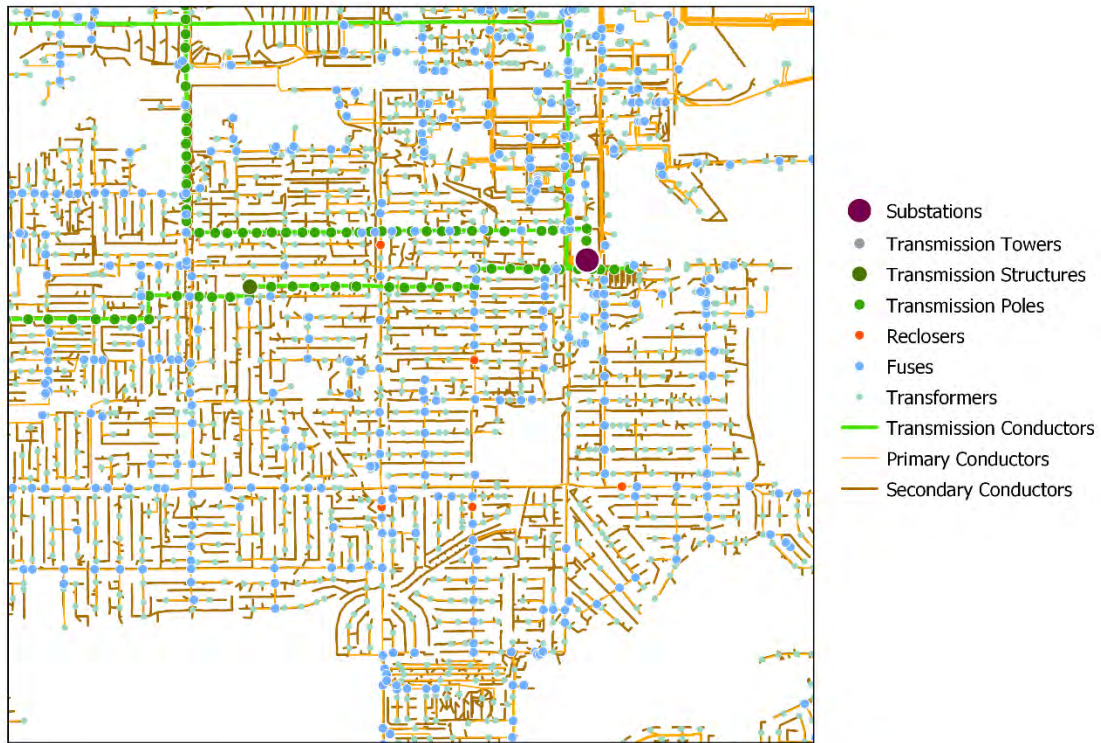 Substations
Transmission Towers
Transmission Structures
Transmission Poles
Reclosers
Fuses
Transformers
Transmission Conductors
Primary Conductors
Secondary Conductors